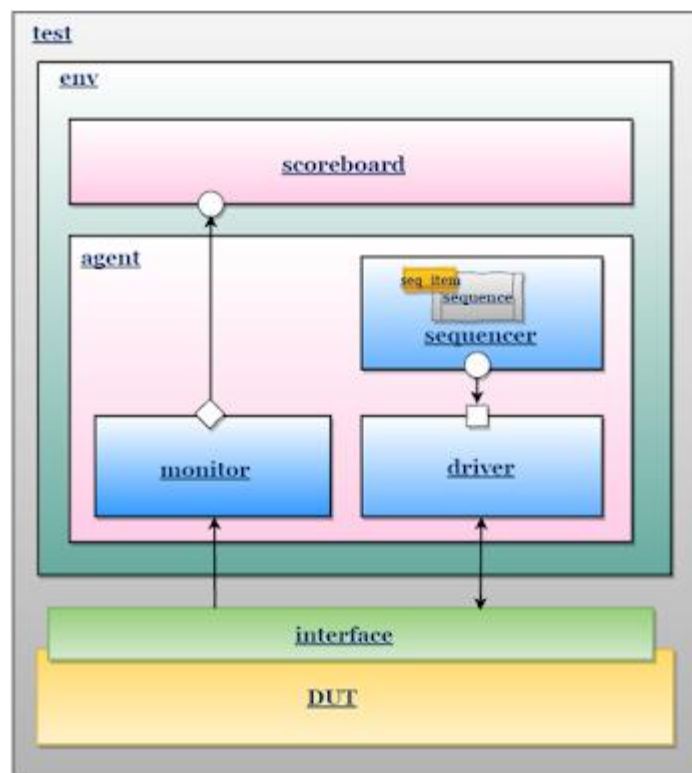 test
env
scoreboard
agent
seq_item
sequence
sequencer
monitor
driver
interface
DUT